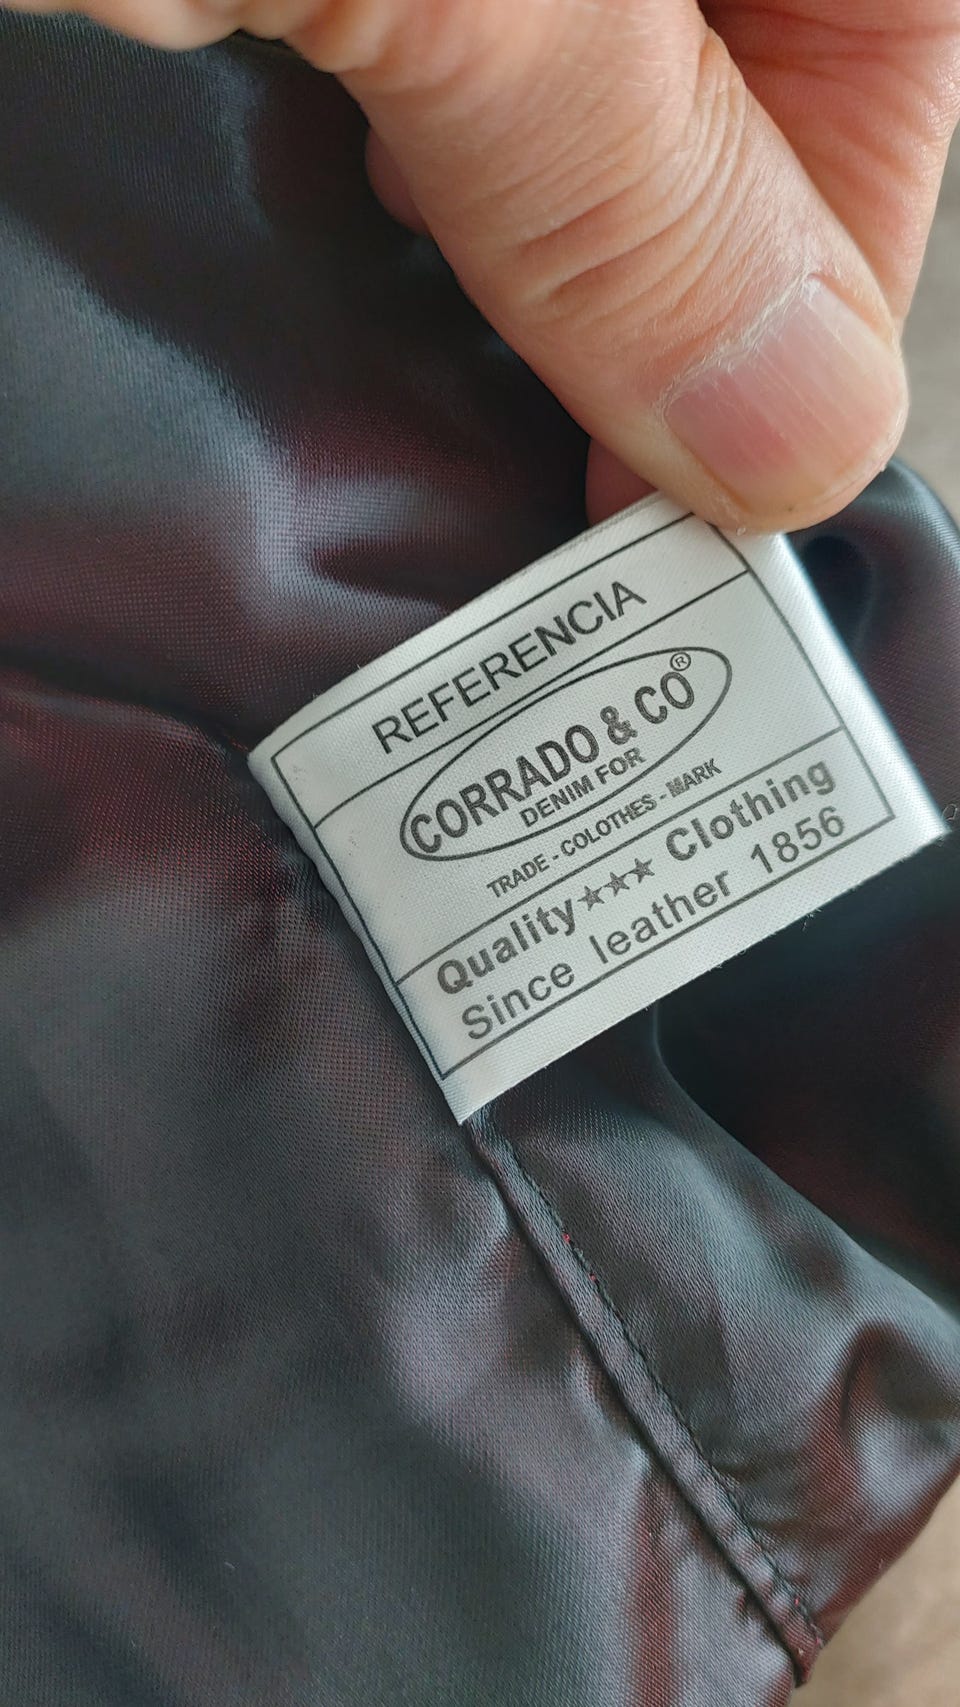 REFERENCIA
CORRADO & CO®
DENIM FOR
TRADE - COLOTHES - MARK
Quality★★★ Clothing
Since leather 1856